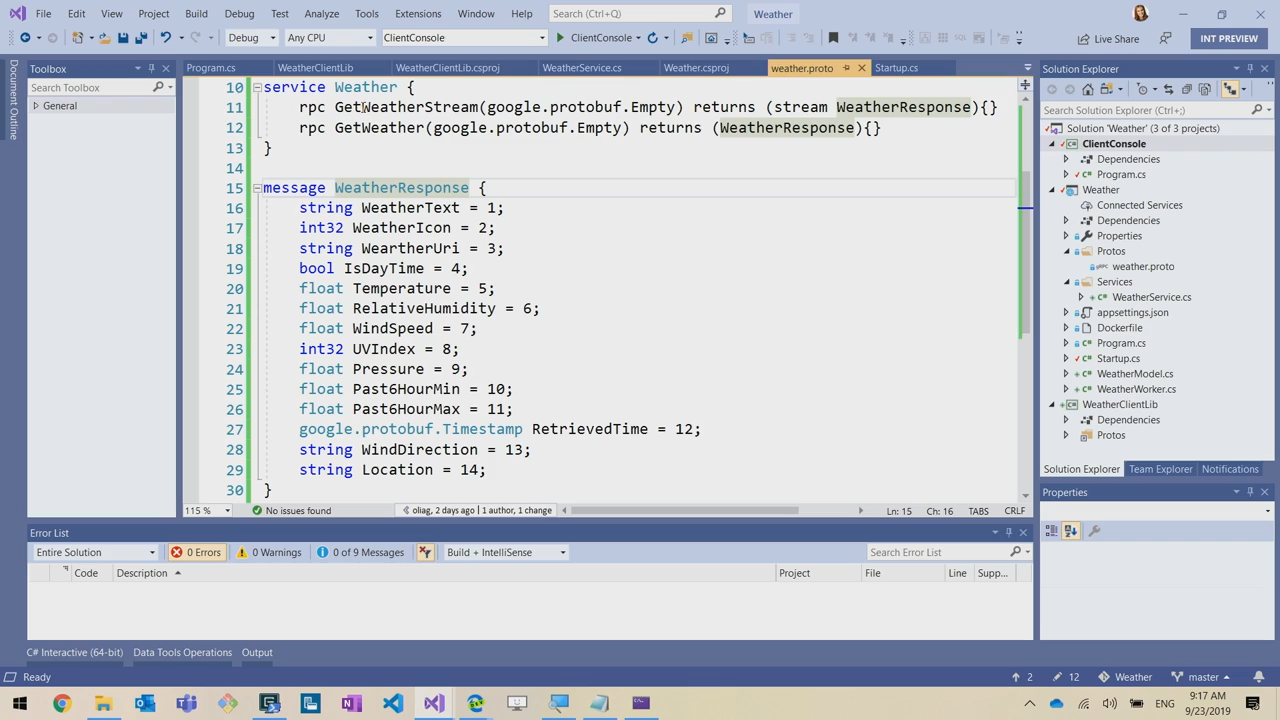 File Edit View Project Build Debug Test Analyze Tools Extensions Window Help Search (Ctrl+Q) Weather
Debug Any CPU ClientConsole ClientConsole Live Share INT PREVIEW
Document Outline
Toolbox
Search Toolbox
General
Program.cs WeatherClientLib WeatherClientLib.csproj WeatherService.cs Weather.csproj weather.proto Startup.cs
10 service Weather {
11 rpc GetWeatherStream(google.protobuf.Empty) returns (stream WeatherResponse){}
12 rpc GetWeather(google.protobuf.Empty) returns (WeatherResponse){}
13 }
14
15 message WeatherResponse {
16 string WeatherText = 1;
17 int32 WeatherIcon = 2;
18 string WeartherUri = 3;
19 bool IsDayTime = 4;
20 float Temperature = 5;
21 float RelativeHumidity = 6;
22 float WindSpeed = 7;
23 int32 UVIndex = 8;
24 float Pressure = 9;
25 float Past6HourMin = 10;
26 float Past6HourMax = 11;
27 google.protobuf.Timestamp RetrievedTime = 12;
28 string WindDirection = 13;
29 string Location = 14;
30 }
115 % No issues found oliag, 2 days ago | 1 author, 1 change Ln: 15 Ch: 16 TABS CRLF
Solution Explorer
Search Solution Explorer (Ctrl+;)
Solution 'Weather' (3 of 3 projects)
ClientConsole
Dependencies
Program.cs
Weather
Connected Services
Dependencies
Properties
Protos
weather.proto
Services
WeatherService.cs
appsettings.json
Dockerfile
Program.cs
Startup.cs
WeatherModel.cs
WeatherWorker.cs
WeatherClientLib
Dependencies
Protos
Solution Explorer Team Explorer Notifications
Properties
Error List
Entire Solution 0 Errors 0 Warnings 0 of 9 Messages Build + IntelliSense Search Error List
Code Description Project File Line Supp...
C# Interactive (64-bit) Data Tools Operations Output
Ready 2 12 Weather master
ENG 9:17 AM
9/23/2019